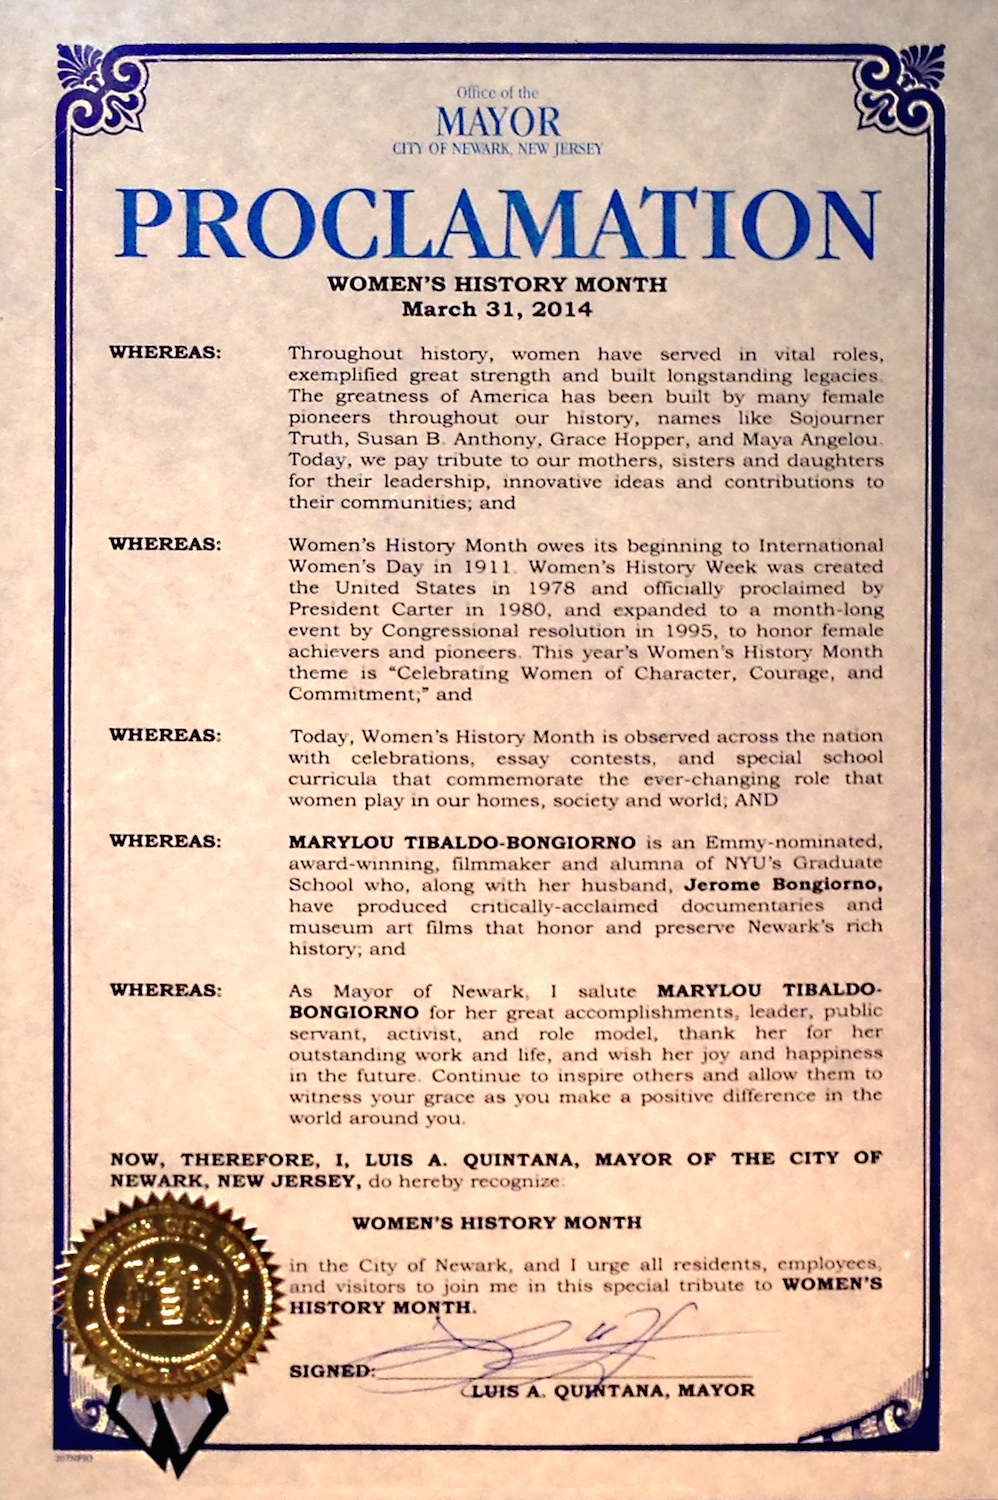 Office of the
MAYOR
CITY OF NEWARK, NEW JERSEY
PROCLAMATION
WOMEN'S HISTORY MONTH
March 31, 2014
WHEREAS: Throughout history, women have served in vital roles,
exemplified great strength and built longstanding legacies.
The greatness of America has been built by many female
pioneers throughout our history, names like Sojourner
Truth, Susan B. Anthony, Grace Hopper, and Maya Angelou.
Today, we pay tribute to our mothers, sisters and daughters
for their leadership, innovative ideas and contributions to
their communities; and
WHEREAS: Women's History Month owes its beginning to International
Women's Day in 1911. Women's History Week was created
the United States in 1978 and officially proclaimed by
President Carter in 1980, and expanded to a month-long
event by Congressional resolution in 1995, to honor female
achievers and pioneers. This year's Women's History Month
theme is “Celebrating Women of Character, Courage, and
Commitment;” and
WHEREAS: Today, Women's History Month is observed across the nation
with celebrations, essay contests, and special school
curricula that commemorate the ever-changing role that
women play in our homes, society and world; AND
WHEREAS: MARYLOU TIBALDO-BONGIORNO is an Emmy-nominated,
award-winning, filmmaker and alumna of NYU's Graduate
School who, along with her husband, Jerome Bongiorno,
have produced critically-acclaimed documentaries and
museum art films that honor and preserve Newark's rich
history; and
WHEREAS: As Mayor of Newark, I salute MARYLOU TIBALDO-
BONGIORNO for her great accomplishments, leader, public
servant, activist, and role model, thank her for her
outstanding work and life, and wish her joy and happiness
in the future. Continue to inspire others and allow them to
witness your grace as you make a positive difference in the
world around you.
NOW, THEREFORE, I, LUIS A. QUINTANA, MAYOR OF THE CITY OF
NEWARK, NEW JERSEY, do hereby recognize:
WOMEN'S HISTORY MONTH
in the City of Newark, and I urge all residents, employees,
and visitors to join me in this special tribute to WOMEN'S
HISTORY MONTH.
SIGNED:
LUIS A. QUINTANA, MAYOR
NEWARK CITY SEAL
INCORPORATED